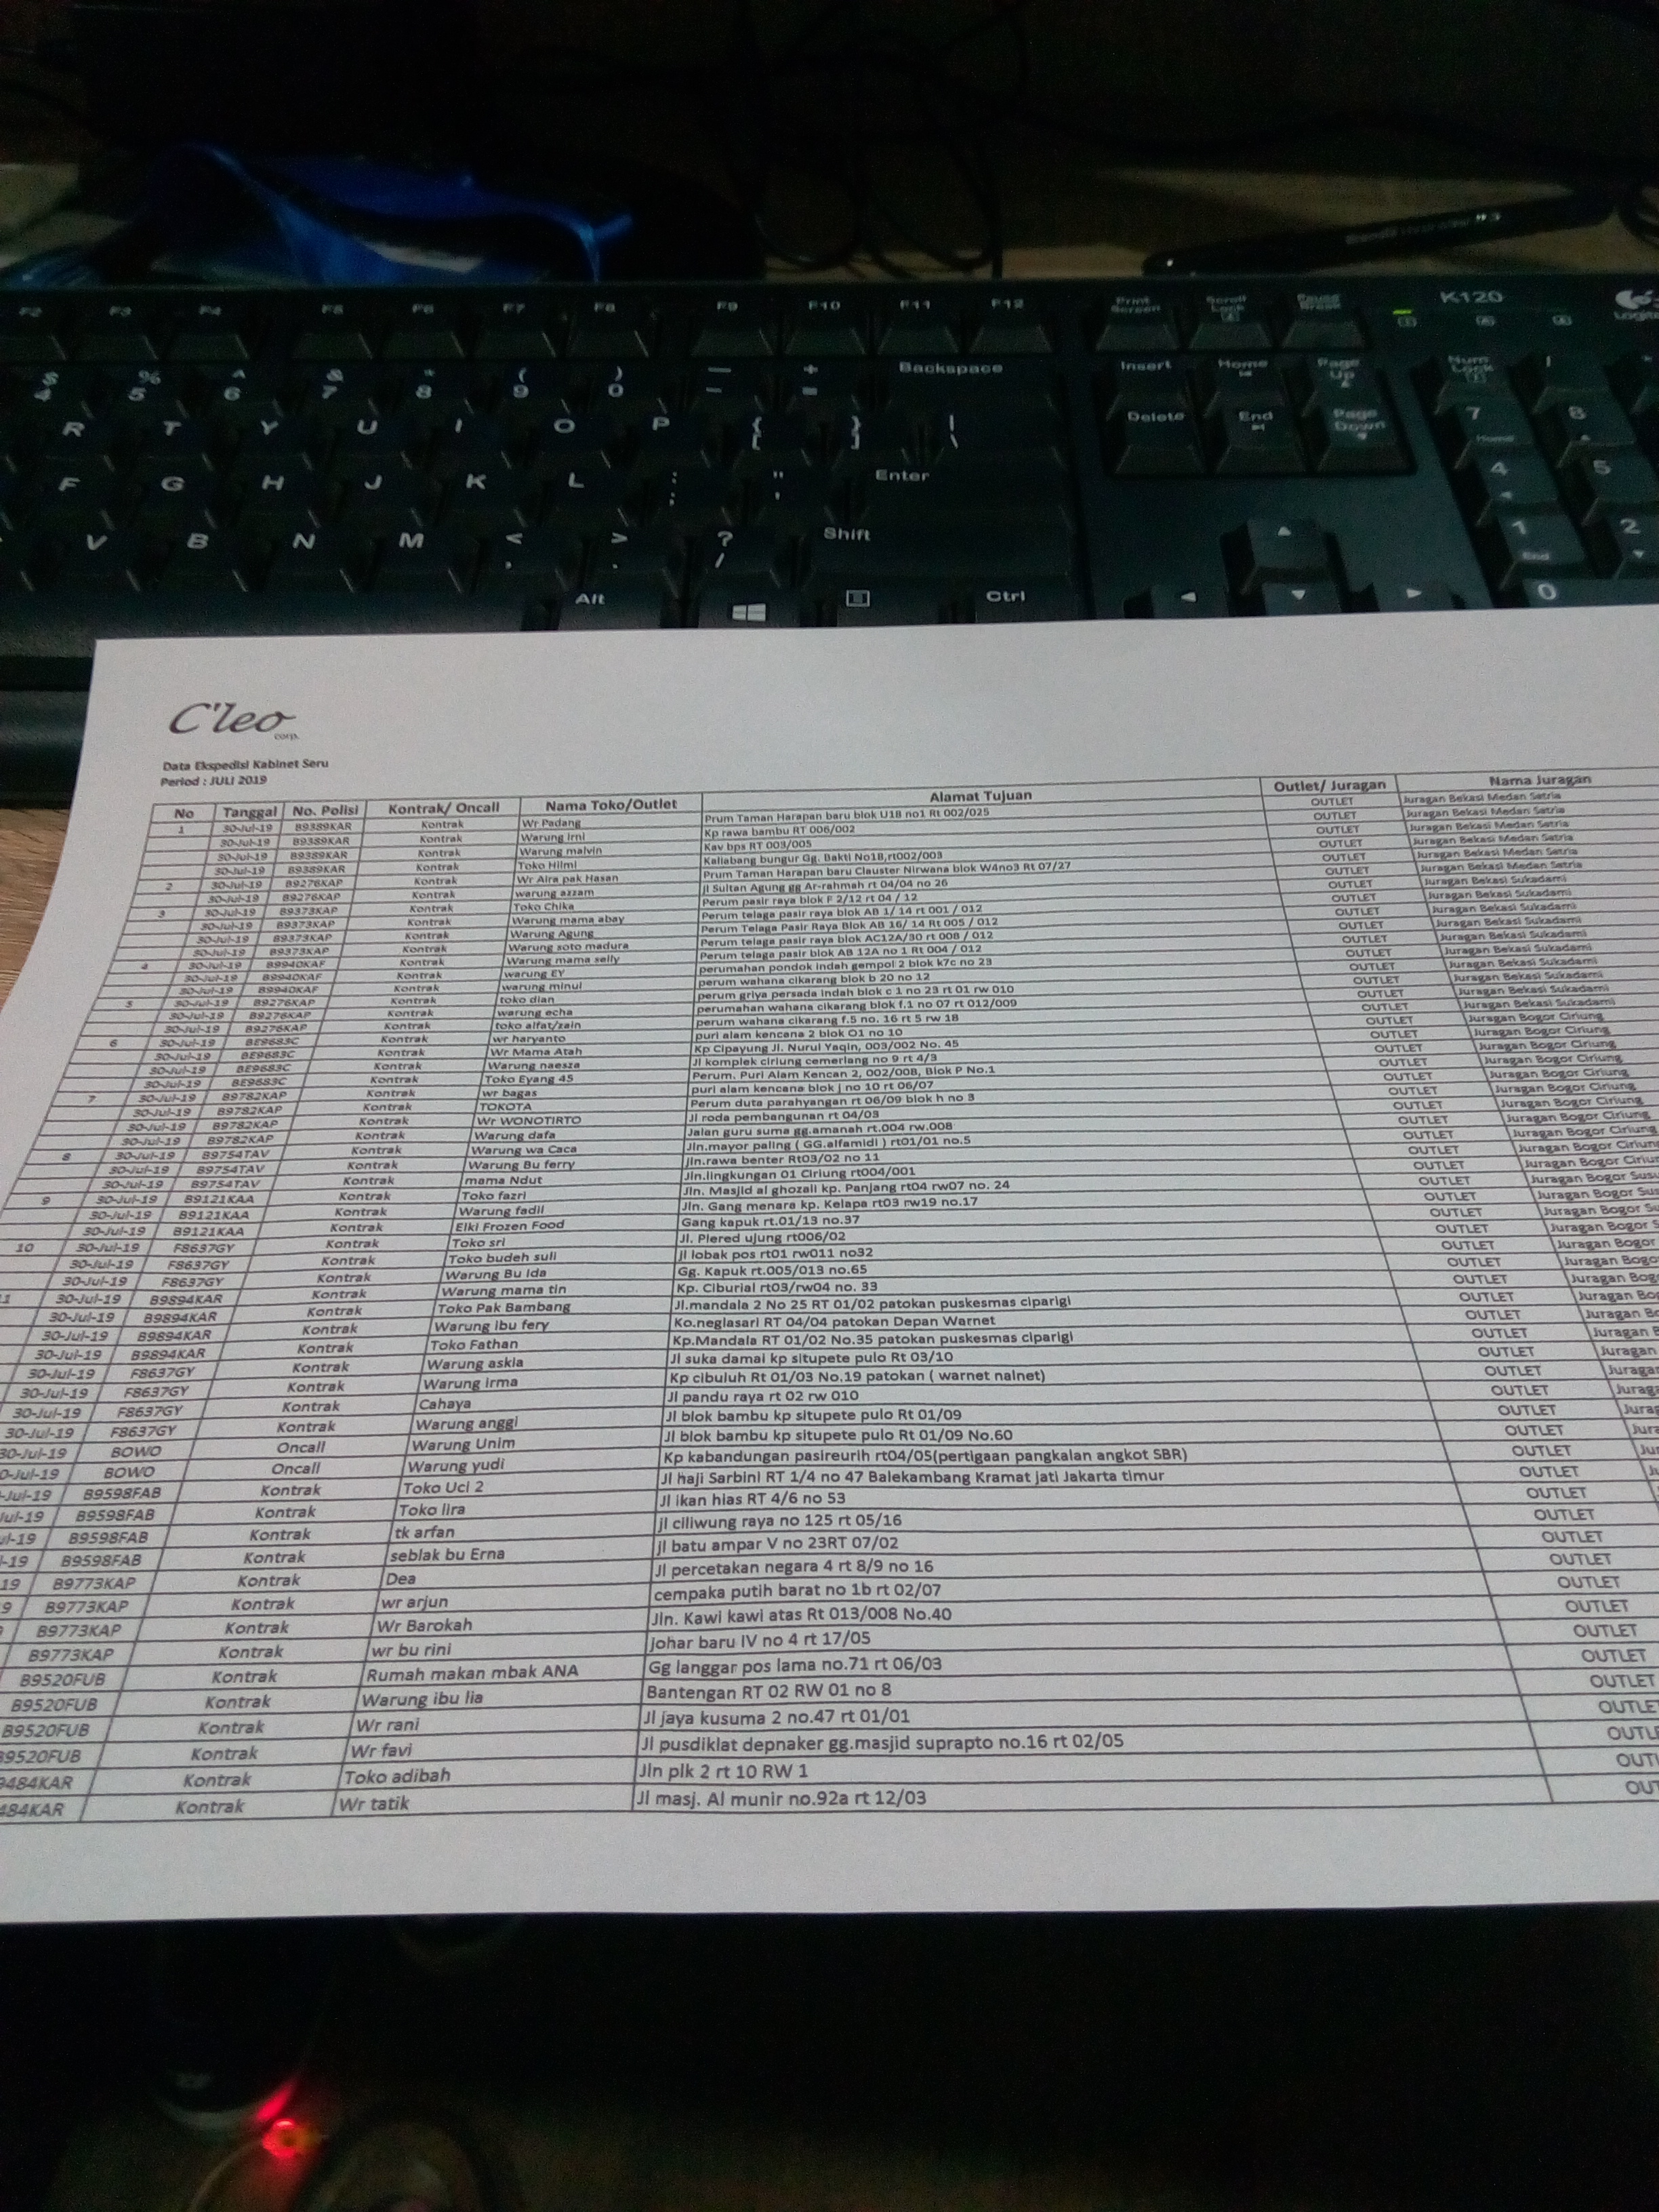 F2 F3 F4 F5 F6 F7 F8 F9 F10 F11 F12 Print Screen Scroll Lock Pause Break K120
$ 4 % 5 ^ 6 & 7 * 8 ( 9 ) 0 — - + = Backspace Insert Home Page Up Num Lock
R T Y U I O P { [ } ] | \ Delete End Page Down 7 Home 8
F G H J K L : ; " ' Enter 4 5
V B N M < , > . ? / Shift 1 End 2
Alt Ctrl 0
C'leo
corp.
Data Ekspedisi Kabinet Seru
Period : JULI 2019
No Tanggal No. Polisi Kontrak/ Oncall Nama Toko/Outlet Alamat Tujuan Outlet/ Juragan Nama Juragan
1 30-Jul-19 B9389KAR Kontrak Wr Padang Prum Taman Harapan baru blok U18 no1 Rt 002/025 OUTLET Juragan Bekasi Medan Satria
30-Jul-19 B9389KAR Kontrak Warung irni Kp rawa bambu RT 006/002 OUTLET Juragan Bekasi Medan Satria
30-Jul-19 B9389KAR Kontrak Warung malvin Kav bps RT 003/005 OUTLET Juragan Bekasi Medan Satria
30-Jul-19 B9389KAR Kontrak Toko Hilmi Kaliabang bungur Gg. Bakti No18,rt002/003 OUTLET Juragan Bekasi Medan Satria
2 30-Jul-19 B9276KAP Kontrak Wr Aira pak Hasan Prum Taman Harapan baru Clauster Nirwana blok W4no3 Rt 07/27 OUTLET Juragan Bekasi Medan Satria
30-Jul-19 B9276KAP Kontrak warung azzam jl Sultan Agung gg Ar-rahmah rt 04/04 no 26 OUTLET Juragan Bekasi Medan Satria
3 30-Jul-19 B9373KAP Kontrak Toko Chika Perum pasir raya blok F 2/12 rt 04 / 12 OUTLET Juragan Bekasi Sukadami
30-Jul-19 B9373KAP Kontrak Warung mama abay Perum telaga pasir raya blok AB 1/ 14 rt 001 / 012 OUTLET Juragan Bekasi Sukadami
30-Jul-19 B9373KAP Kontrak Warung Agung Perum Telaga Pasir Raya Blok AB 16/ 14 Rt 005 / 012 OUTLET Juragan Bekasi Sukadami
30-Jul-19 B9373KAP Kontrak Warung soto madura Perum telaga pasir raya blok AC12A/30 rt 008 / 012 OUTLET Juragan Bekasi Sukadami
4 30-Jul-19 B9940KAF Kontrak Warung mama selly Perum telaga pasir blok AB 12A no 1 Rt 004 / 012 OUTLET Juragan Bekasi Sukadami
30-Jul-19 B9940KAF Kontrak warung EY perumahan pondok indah gempol 2 blok k7c no 23 OUTLET Juragan Bekasi Sukadami
30-Jul-19 B9940KAF Kontrak warung minul perum wahana cikarang blok b 20 no 12 OUTLET Juragan Bekasi Sukadami
5 30-Jul-19 B9276KAP Kontrak toko dian perum griya persada indah blok c 1 no 23 rt 01 rw 010 OUTLET Juragan Bekasi Sukadami
30-Jul-19 B9276KAP Kontrak warung echa perumahan wahana cikarang blok f.1 no 07 rt 012/009 OUTLET Juragan Bekasi Sukadami
30-Jul-19 B9276KAP Kontrak toko alfat/zain perum wahana cikarang f.5 no. 16 rt 5 rw 18 OUTLET Juragan Bekasi Sukadami
6 30-Jul-19 BE9683C Kontrak wr haryanto puri alam kencana 2 blok O1 no 10 OUTLET Juragan Bogor Ciriung
30-Jul-19 BE9683C Kontrak Wr Mama Atah Kp Cipayung Jl. Nurul Yaqin, 003/002 No. 45 OUTLET Juragan Bogor Ciriung
30-Jul-19 BE9683C Kontrak Warung naesza Jl komplek ciriung cemerlang no 9 rt 4/3 OUTLET Juragan Bogor Ciriung
30-Jul-19 BE9683C Kontrak Toko Eyang 45 Perum. Puri Alam Kencan 2, 002/008, Blok P No.1 OUTLET Juragan Bogor Ciriung
7 30-Jul-19 B9782KAP Kontrak wr bagas puri alam kencana blok j no 10 rt 06/07 OUTLET Juragan Bogor Ciriung
30-Jul-19 B9782KAP Kontrak TOKOTA Perum duta parahyangan rt 06/09 blok h no 3 OUTLET Juragan Bogor Ciriung
30-Jul-19 B9782KAP Kontrak Wr WONOTIRTO Jl roda pembangunan rt 04/03 OUTLET Juragan Bogor Ciriung
30-Jul-19 B9782KAP Kontrak Warung dafa Jalan guru suma gg.amanah rt.004 rw.008 OUTLET Juragan Bogor Ciriung
8 30-Jul-19 B9754TAV Kontrak Warung wa Caca Jln.mayor paling ( GG.alfamidi ) rt01/01 no.5 OUTLET Juragan Bogor Ciriung
30-Jul-19 B9754TAV Kontrak Warung Bu ferry jln.rawa benter Rt03/02 no 11 OUTLET Juragan Bogor Ciriung
30-Jul-19 B9754TAV Kontrak mama Ndut Jln.lingkungan 01 Ciriung rt004/001 OUTLET Juragan Bogor Ciriun
9 30-Jul-19 B9121KAA Kontrak Toko fazri Jln. Masjid al ghozali kp. Panjang rt04 rw07 no. 24 OUTLET Juragan Bogor Susu
30-Jul-19 B9121KAA Kontrak Warung fadil Jln. Gang menara kp. Kelapa rt03 rw19 no.17 OUTLET Juragan Bogor Sus
30-Jul-19 B9121KAA Kontrak Elki Frozen Food Gang kapuk rt.01/13 no.37 OUTLET Juragan Bogor Su
10 30-Jul-19 F8637GY Kontrak Toko sri Jl. Plered ujung rt006/02 OUTLET Juragan Bogor S
30-Jul-19 F8637GY Kontrak Toko budeh suli Jl lobak pos rt01 rw011 no32 OUTLET Juragan Bogor
30-Jul-19 F8637GY Kontrak Warung Bu Ida Gg. Kapuk rt.005/013 no.65 OUTLET Juragan Bogo
11 30-Jul-19 B9894KAR Kontrak Warung mama tin Kp. Ciburial rt03/rw04 no. 33 OUTLET Juragan Bog
30-Jul-19 B9894KAR Kontrak Toko Pak Bambang Jl.mandala 2 No 25 RT 01/02 patokan puskesmas ciparigi OUTLET Juragan Bo
30-Jul-19 B9894KAR Kontrak Warung ibu fery Ko.neglasari RT 04/04 patokan Depan Warnet OUTLET Juragan B
30-Jul-19 B9894KAR Kontrak Toko Fathan Kp.Mandala RT 01/02 No.35 patokan puskesmas ciparigi OUTLET Juragan
30-Jul-19 F8637GY Kontrak Warung askia Jl suka damai kp situpete pulo Rt 03/10 OUTLET Juragan
30-Jul-19 F8637GY Kontrak Warung irma Kp cibuluh Rt 01/03 No.19 patokan ( warnet nalnet) OUTLET Juraga
30-Jul-19 F8637GY Kontrak Cahaya Jl pandu raya rt 02 rw 010 OUTLET Jurag
30-Jul-19 F8637GY Kontrak Warung anggi Jl blok bambu kp situpete pulo Rt 01/09 OUTLET Jura
30-Jul-19 BOWO Oncall Warung Unim Jl blok bambu kp situpete pulo Rt 01/09 No.60 OUTLET Jur
0-Jul-19 BOWO Oncall Warung yudi Kp kabandungan pasireurih rt04/05(pertigaan pangkalan angkot SBR) OUTLET Ju
-Jul-19 B9598FAB Kontrak Toko Uci 2 Jl haji Sarbini RT 1/4 no 47 Balekambang Kramat jati Jakarta timur OUTLET
Jul-19 B9598FAB Kontrak Toko lira Jl ikan hias RT 4/6 no 53 OUTLET
ul-19 B9598FAB Kontrak tk arfan jl ciliwung raya no 125 rt 05/16 OUTLET
-19 B9598FAB Kontrak seblak bu Erna jl batu ampar V no 23RT 07/02 OUTLET
19 B9773KAP Kontrak Dea Jl percetakan negara 4 rt 8/9 no 16 OUTLET
9 B9773KAP Kontrak wr arjun cempaka putih barat no 1b rt 02/07 OUTLET
B9773KAP Kontrak Wr Barokah Jln. Kawi kawi atas Rt 013/008 No.40 OUTLET
B9773KAP Kontrak wr bu rini johar baru IV no 4 rt 17/05 OUTLET
B9520FUB Kontrak Rumah makan mbak ANA Gg langgar pos lama no.71 rt 06/03 OUTLET
B9520FUB Kontrak Warung ibu lia Bantengan RT 02 RW 01 no 8 OUTLET
B9520FUB Kontrak Wr rani Jl jaya kusuma 2 no.47 rt 01/01 OUTLE
B9520FUB Kontrak Wr favi Jl pusdiklat depnaker gg.masjid suprapto no.16 rt 02/05 OUTL
9484KAR Kontrak Toko adibah Jln plk 2 rt 10 RW 1 OUTI
484KAR Kontrak Wr tatik Jl masj. Al munir no.92a rt 12/03 OU